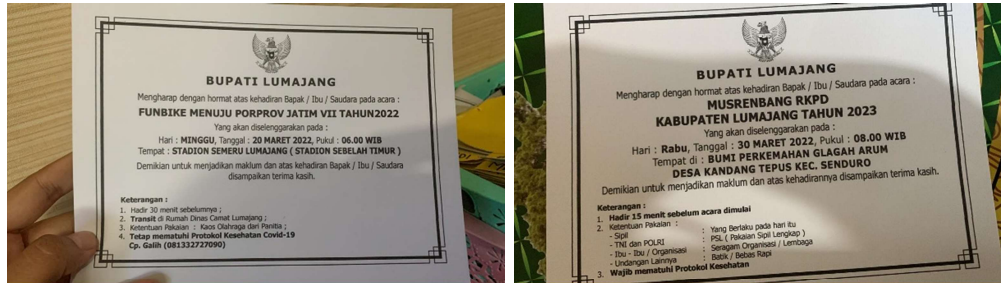 BUPATI LUMAJANG
Mengharap dengan hormat atas kehadiran Bapak / Ibu / Saudara pada acara :
FUNBIKE MENUJU PORPROV JATIM VII TAHUN2022
Yang akan diselenggarakan pada :
Hari : MINGGU, Tanggal : 20 MARET 2022, Pukul : 06.00 WIB
Tempat : STADION SEMERU LUMAJANG ( STADION SEBELAH TIMUR )
Demikian untuk menjadikan maklum dan atas kehadiran Bapak / Ibu / Saudara
disampaikan terima kasih.
Keterangan :
1. Hadir 30 menit sebelumnya ;
2. Transit di Rumah Dinas Camat Lumajang ;
3. Ketentuan Pakaian : Kaos Olahraga dari Panitia ;
4. Tetap mematuhi Protokol Kesehatan Covid-19
Cp. Galih (081332727090)
BUPATI LUMAJANG
Mengharap dengan hormat atas kehadiran Bapak / Ibu / Saudara pada acara :
MUSRENBANG RKPD
KABUPATEN LUMAJANG TAHUN 2023
Yang akan diselenggarakan pada :
Hari : Rabu, Tanggal : 30 MARET 2022, Pukul : 08.00 WIB
Tempat di : BUMI PERKEMAHAN GLAGAH ARUM
DESA KANDANG TEPUS KEC. SENDURO
Demikian untuk menjadikan maklum dan atas kehadirannya disampaikan terima kasih.
Keterangan :
1. Hadir 15 menit sebelum acara dimulai
2. Ketentuan Pakaian : Yang Berlaku pada hari itu
- Sipil : PSL ( Pakaian Sipil Lengkap )
- TNI dan POLRI : Seragam Organisasi / Lembaga
- Ibu - Ibu / Organisasi : Batik / Bebas Rapi
- Undangan Lainnya
3. Wajib mematuhi Protokol Kesehatan